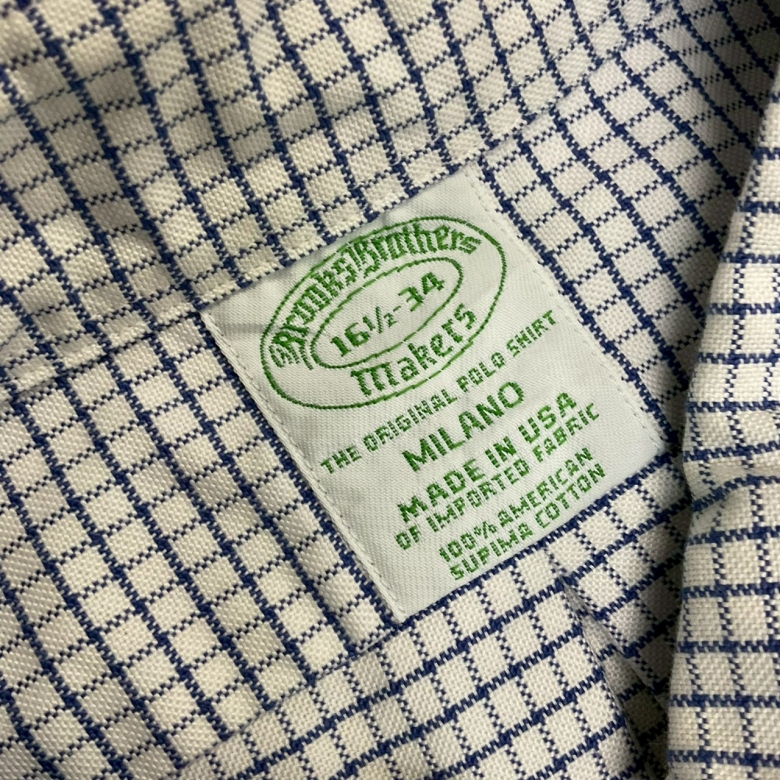 Brooks Brothers
16½-34
Makers
THE ORIGINAL POLO SHIRT
MILANO
MADE IN USA
OF IMPORTED FABRIC
100% AMERICAN
SUPIMA COTTON